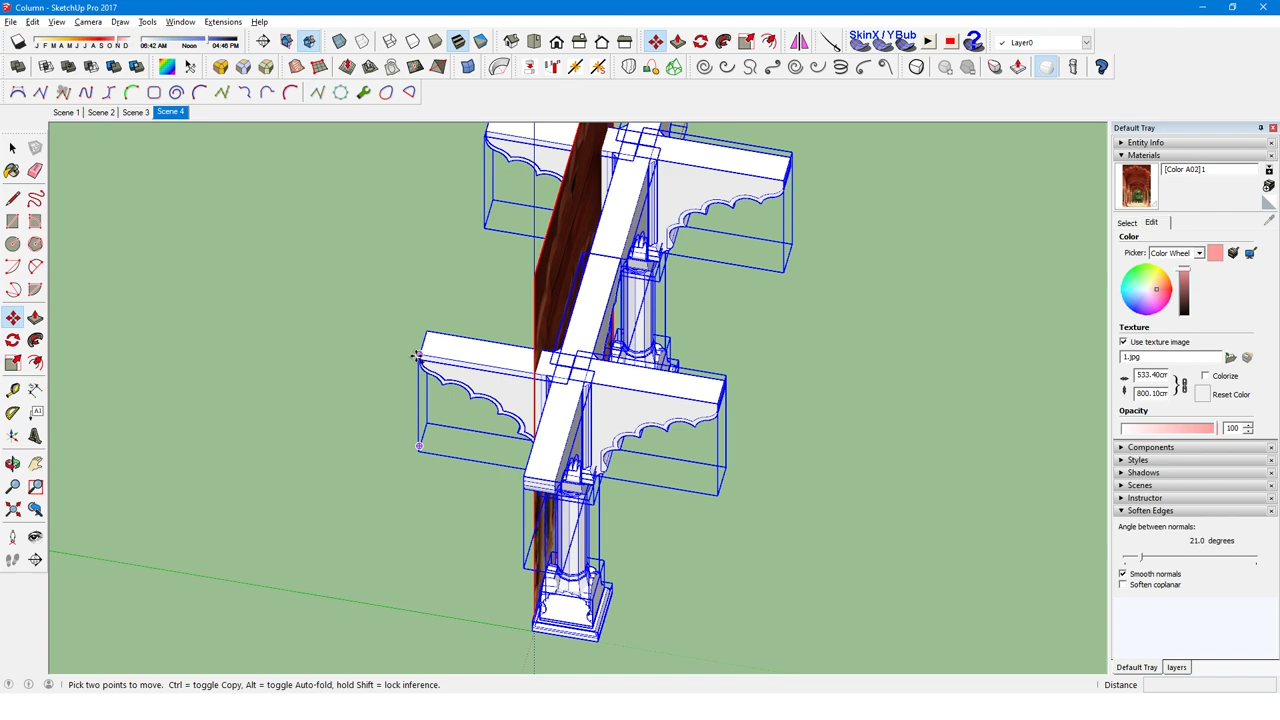 Column - SketchUp Pro 2017
File Edit View Camera Draw Tools Window Extensions Help
J F M A M J J A S O N D 06:42 AM Noon 04:46 PM
SkinX / YBub
Layer0
Scene 1 Scene 2 Scene 3 Scene 4
Default Tray
Entity Info
Materials
[Color A02]1
Select Edit
Color
Picker: Color Wheel
Texture
Use texture image
1.jpg
533.40cm
Colorize
800.10cm
Reset Color
Opacity
100
Components
Styles
Shadows
Scenes
Instructor
Soften Edges
Angle between normals:
21.0 degrees
Smooth normals
Soften coplanar
Default Tray layers
Pick two points to move. Ctrl = toggle Copy, Alt = toggle Auto-fold, hold Shift = lock inference.
Distance